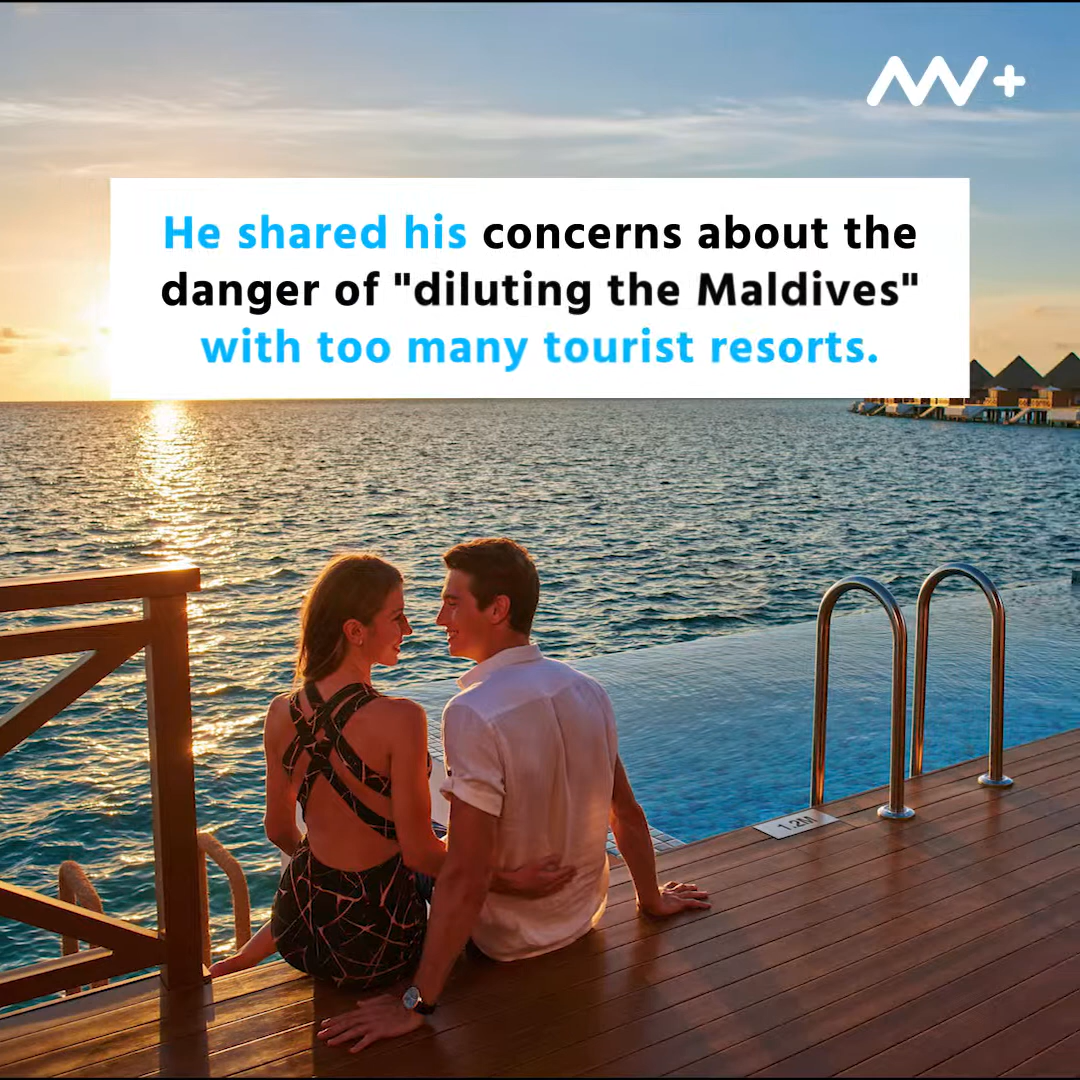 He shared his concerns about the
danger of "diluting the Maldives"
with too many tourist resorts.
1.2M